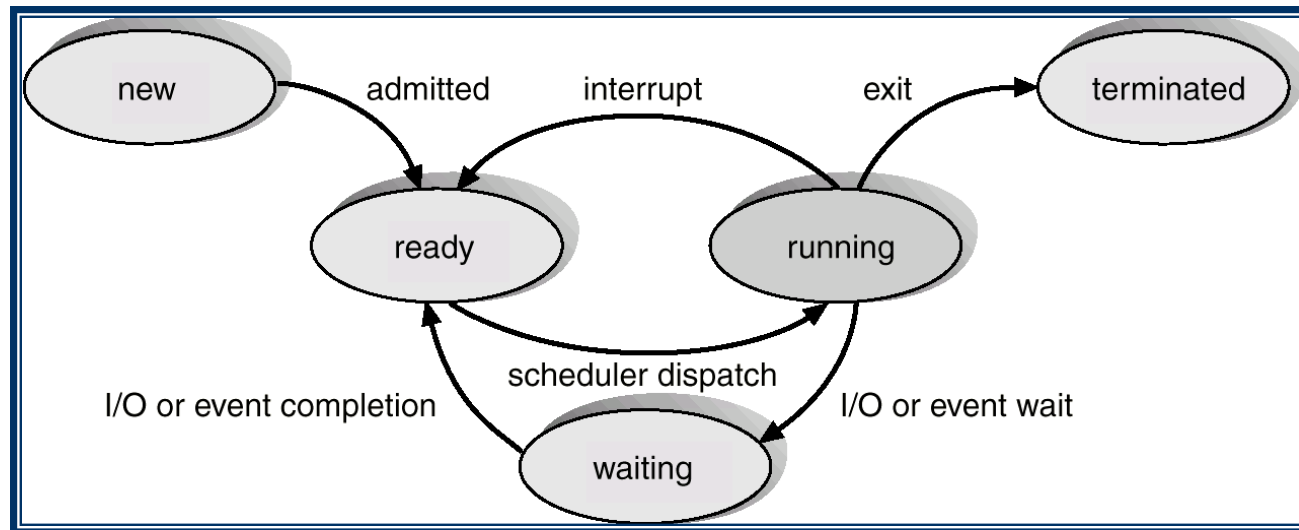 new
admitted
interrupt
exit
terminated
ready
running
scheduler dispatch
I/O or event completion
I/O or event wait
waiting